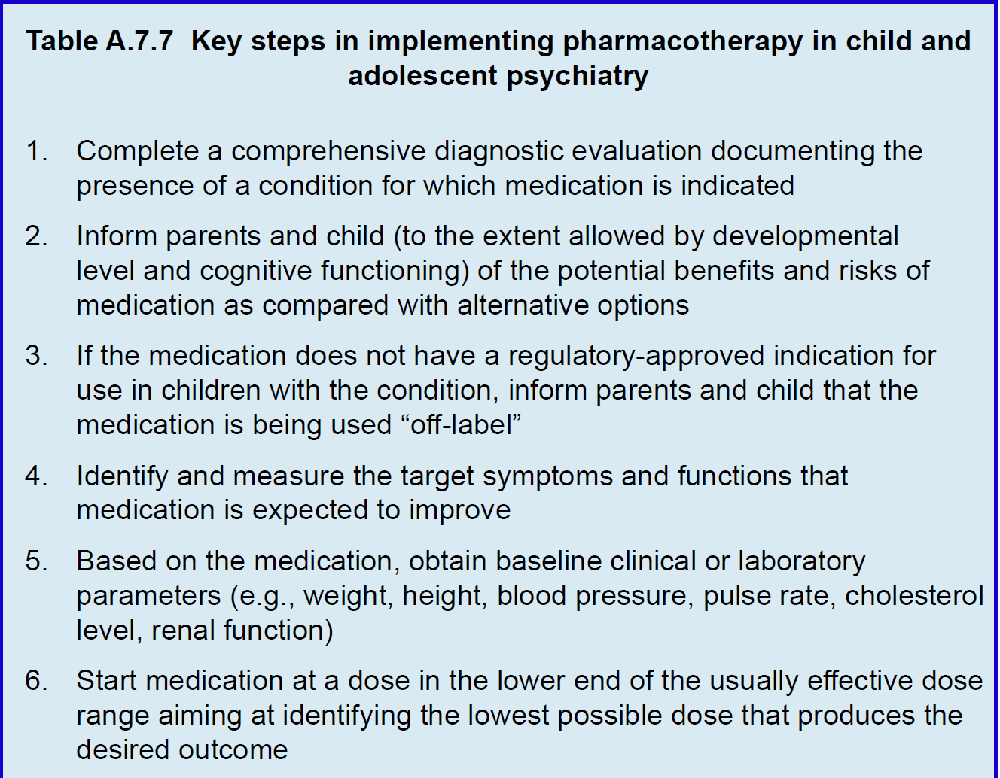 Table A.7.7 Key steps in implementing pharmacotherapy in child and
adolescent psychiatry
1. Complete a comprehensive diagnostic evaluation documenting the
presence of a condition for which medication is indicated
2. Inform parents and child (to the extent allowed by developmental
level and cognitive functioning) of the potential benefits and risks of
medication as compared with alternative options
3. If the medication does not have a regulatory-approved indication for
use in children with the condition, inform parents and child that the
medication is being used “off-label”
4. Identify and measure the target symptoms and functions that
medication is expected to improve
5. Based on the medication, obtain baseline clinical or laboratory
parameters (e.g., weight, height, blood pressure, pulse rate, cholesterol
level, renal function)
6. Start medication at a dose in the lower end of the usually effective dose
range aiming at identifying the lowest possible dose that produces the
desired outcome